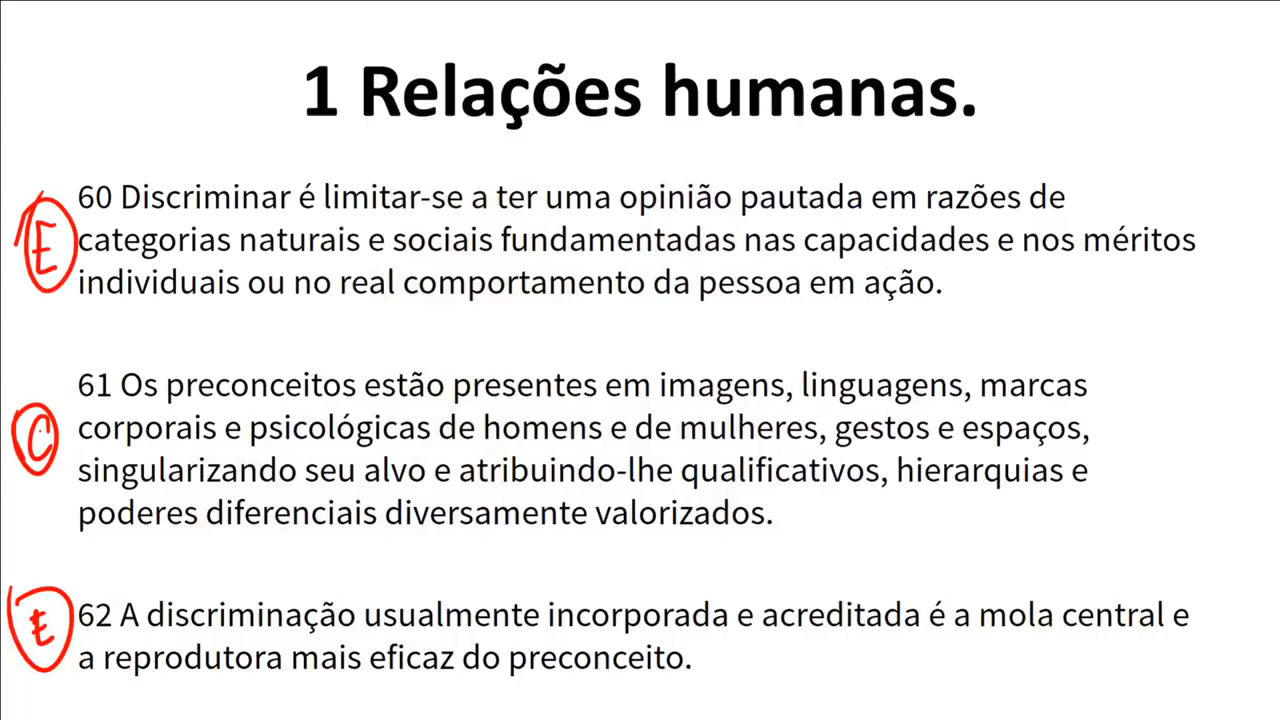 1 Relações humanas.
60 Discriminar é limitar-se a ter uma opinião pautada em razões de
E
categorias naturais e sociais fundamentadas nas capacidades e nos méritos
individuais ou no real comportamento da pessoa em ação.
61 Os preconceitos estão presentes em imagens, linguagens, marcas
C
corporais e psicológicas de homens e de mulheres, gestos e espaços,
singularizando seu alvo e atribuindo-lhe qualificativos, hierarquias e
poderes diferenciais diversamente valorizados.
E
62 A discriminação usualmente incorporada e acreditada é a mola central e
a reprodutora mais eficaz do preconceito.